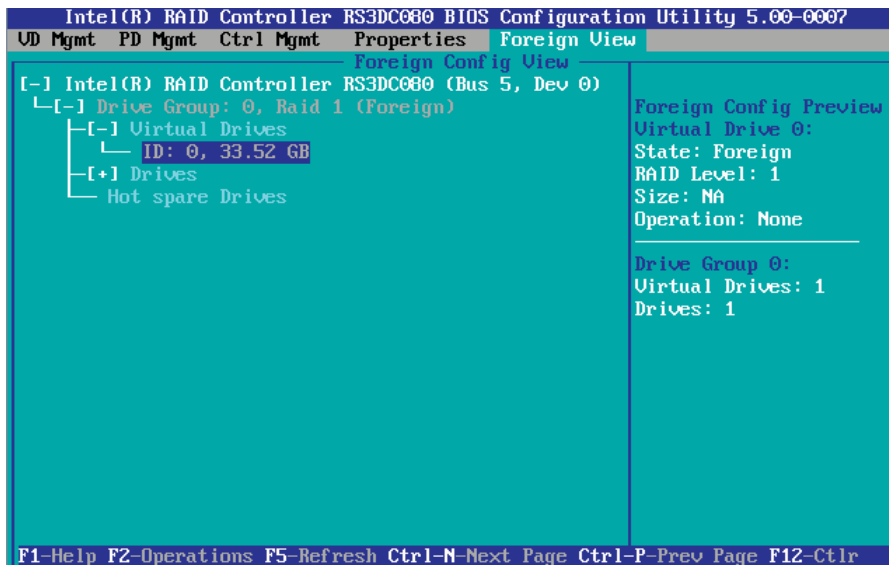 Intel(R) RAID Controller RS3DC080 BIOS Configuration Utility 5.00-0007
VD Mgmt PD Mgmt Ctrl Mgmt Properties Foreign View
Foreign Config View
[-] Intel(R) RAID Controller RS3DC080 (Bus 5, Dev 0)
[-] Drive Group: 0, Raid 1 (Foreign)
[-] Virtual Drives
ID: 0, 33.52 GB
[+] Drives
Hot spare Drives
Foreign Config Preview
Virtual Drive 0:
State: Foreign
RAID Level: 1
Size: NA
Operation: None
Drive Group 0:
Virtual Drives: 1
Drives: 1
F1-Help F2-Operations F5-Refresh Ctrl-N-Next Page Ctrl-P-Prev Page F12-Ctlr